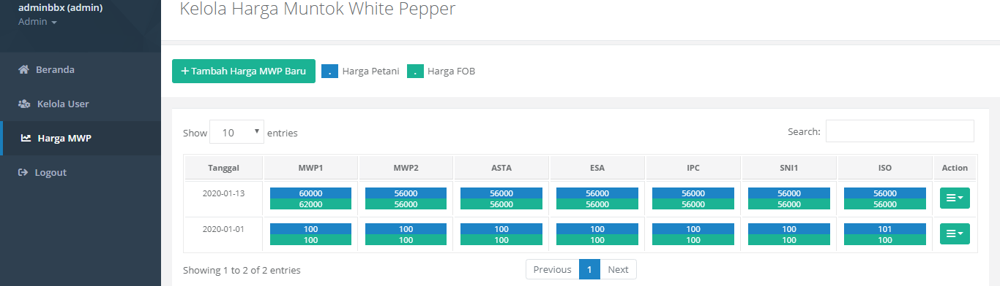 adminbbx (admin)
Admin
Beranda
Kelola User
Harga MWP
Logout
Kelola Harga Muntok White Pepper
+ Tambah Harga MWP Baru . Harga Petani . Harga FOB
Show 10 entries Search:
Tanggal MWP1 MWP2 ASTA ESA IPC SNI1 ISO Action
2020-01-13 60000 56000 56000 56000 56000 56000 56000
62000 56000 56000 56000 56000 56000 56000
2020-01-01 100 100 100 100 100 100 101
100 100 100 100 100 100 100
Showing 1 to 2 of 2 entries Previous 1 Next